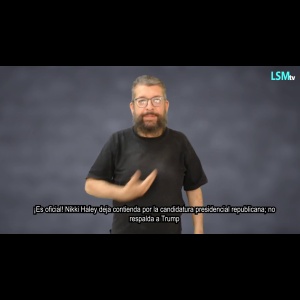 LSMtv
¡Es oficial! Nikki Haley deja contienda por la candidatura presidencial republicana; no
respalda a Trump